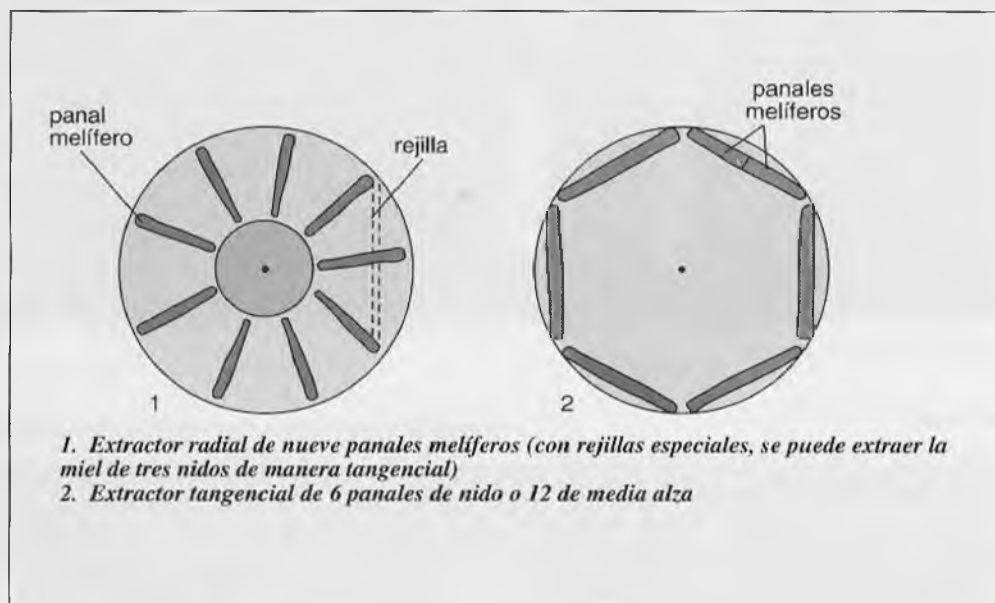 panal
melífero
rejilla
1
panales
melíferos
2
1. Extractor radial de nueve panales melíferos (con rejillas especiales, se puede extraer la
miel de tres nidos de manera tangencial)
2. Extractor tangencial de 6 panales de nido o 12 de media alza